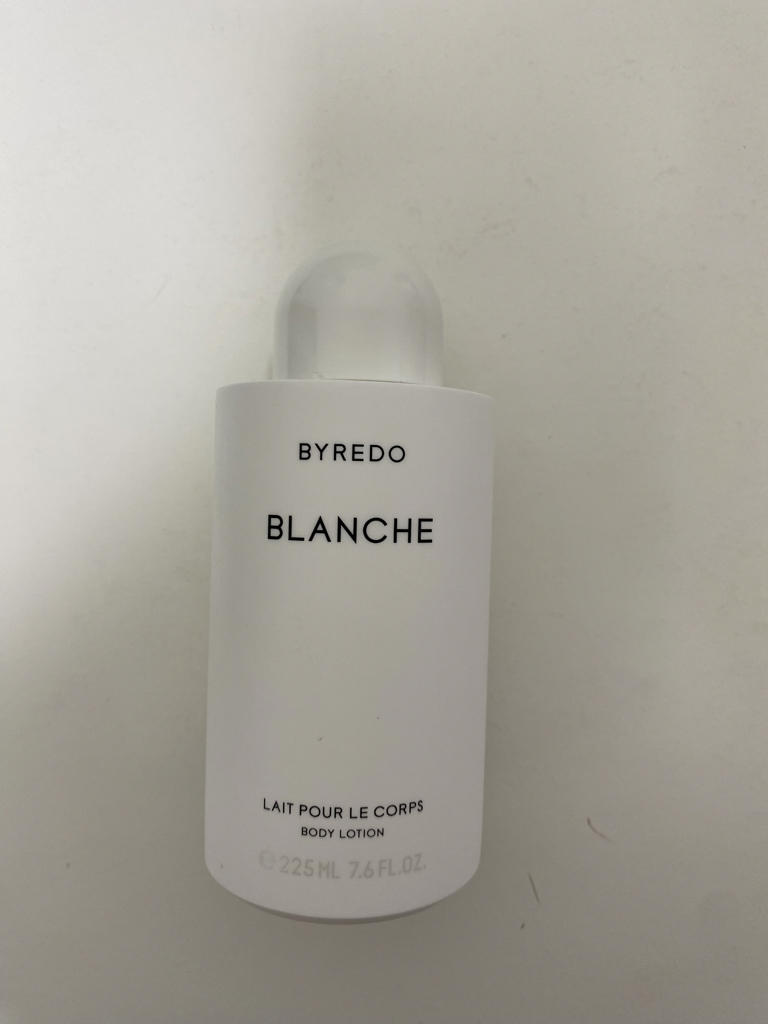 BYREDO
BLANCHE
LAIT POUR LE CORPS
BODY LOTION
℮ 225 ML 7.6 FL.OZ.